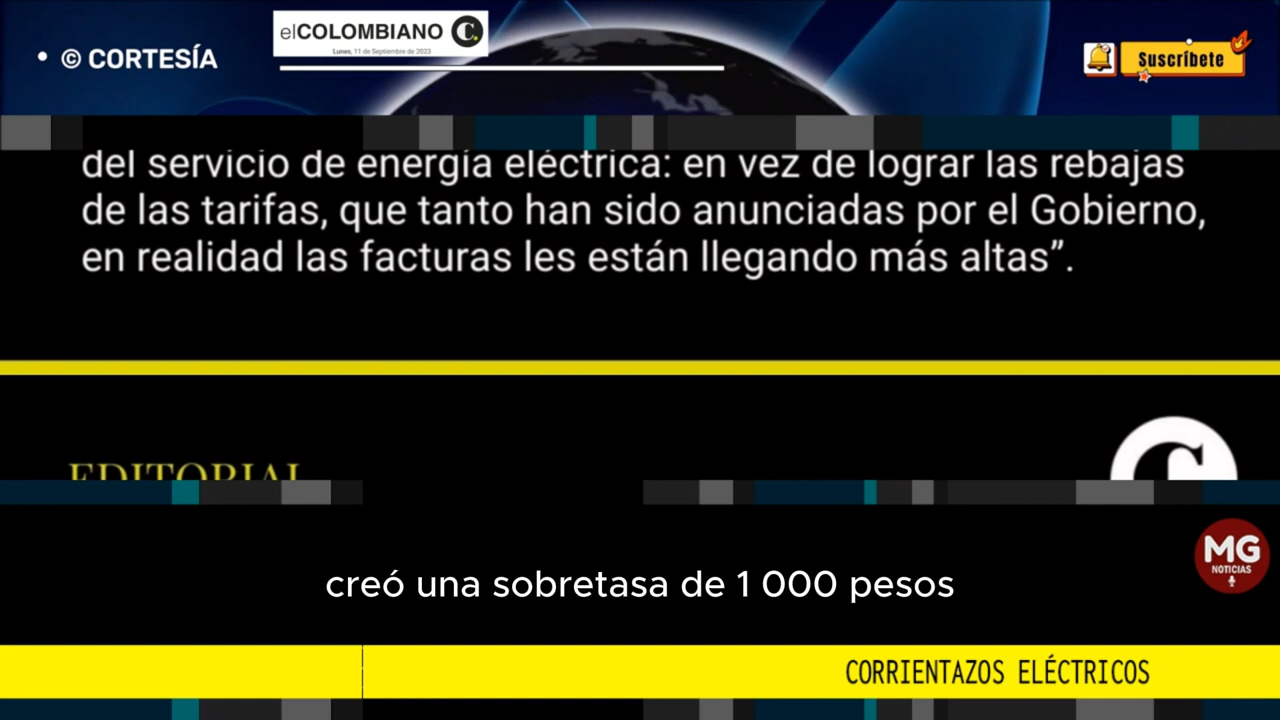 • © CORTESÍA
elCOLOMBIANO C.
Lunes, 11 de Septiembre de 2023
Suscríbete
del servicio de energía eléctrica: en vez de lograr las rebajas
de las tarifas, que tanto han sido anunciadas por el Gobierno,
en realidad las facturas les están llegando más altas”.
EDITORIAL
C
creó una sobretasa de 1 000 pesos
MG
NOTICIAS
CORRIENTAZOS ELÉCTRICOS